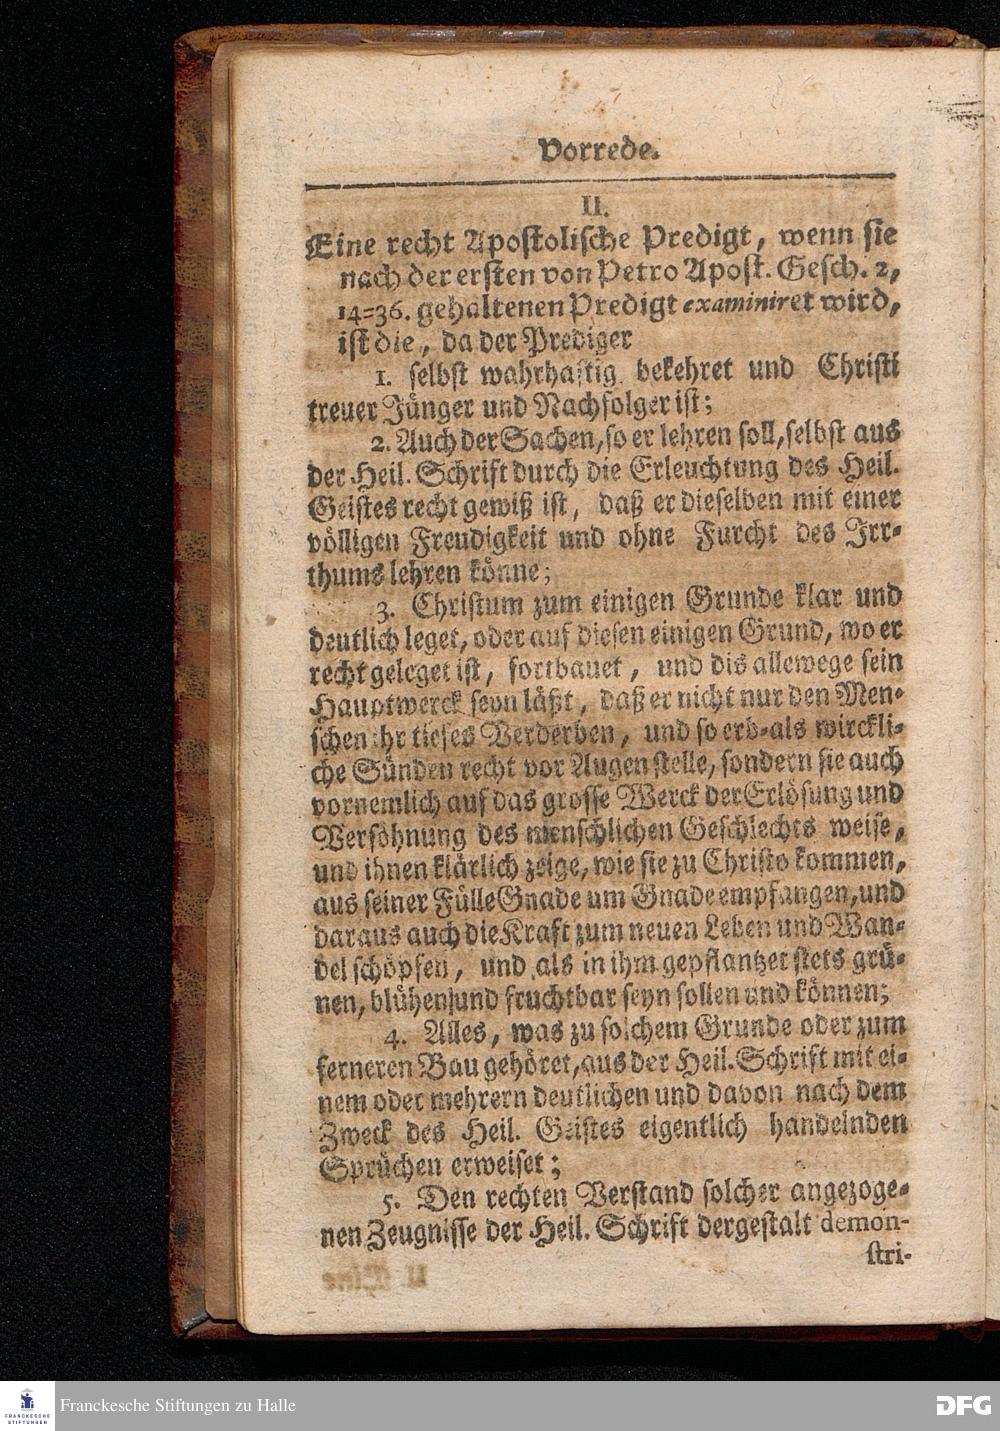 Vorrede.
II.
Eine recht Apostolische Predigt, wenn sie
nach der ersten von Petro Apost. Gesch. 2,
14=36. gehaltenen Predigt examiniret wird,
ist die, da der Prediger
1. selbst wahrhaftig bekehret und Christi
treuer Jünger und Nachfolger ist;
2. Auch der Sachen, so er lehren soll, selbst aus
der Heil. Schrift durch die Erleuchtung des Heil.
Geistes recht gewiß ist, daß er dieselben mit einer
völligen Freudigkeit und ohne Furcht des Irr-
thums lehren könne;
3. Christum zum einigen Grunde klar und
deutlich leget, oder auf diesen einigen Grund, wo er
recht geleget ist, fortbauet, und dis allewege sein
Hauptwerck seyn läßt, daß er nicht nur den Men-
schen ihr tiefes Verderben, und so erb-als wirckli-
che Sünden recht vor Augen stelle, sondern sie auch
vornemlich auf das grosse Werck der Erlösung und
Versöhnung des menschlichen Geschlechts weise,
und ihnen klärlich zeige, wie sie zu Christo kommen,
aus seiner Fülle Gnade um Gnade empfangen, und
daraus auch die Kraft zum neuen Leben und Wan-
del schöpfen, und als in ihm gepflantzet stets grü-
nen, blühen und fruchtbar seyn sollen und können;
4. Alles, was zu solchem Grunde oder zum
ferneren Bau gehöret, aus der Heil. Schrift mit ei-
nem oder mehrern deutlichen und davon nach dem
Zweck des Heil. Geistes eigentlich handelnden
Sprüchen erweiset;
5. Den rechten Verstand solcher angezoge-
nen Zeugnisse der Heil. Schrift dergestalt demon-
stri-
FRANCKESCHE
STIFTUNGEN
Franckesche Stiftungen zu Halle
DFG